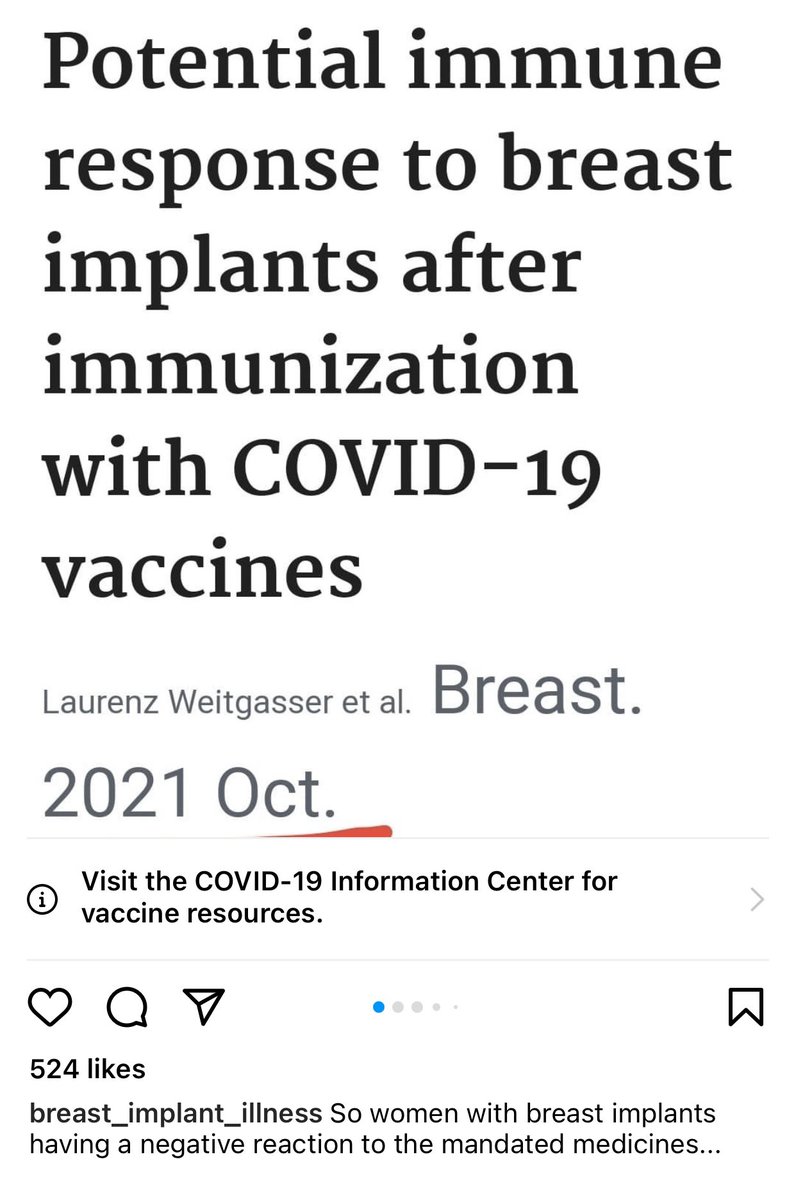 Potential immune
response to breast
implants after
immunization
with COVID-19
vaccines
Laurenz Weitgasser et al. Breast.
2021 Oct.
Visit the COVID-19 Information Center for
vaccine resources.
524 likes
breast_implant_illness So women with breast implants
having a negative reaction to the mandated medicines...